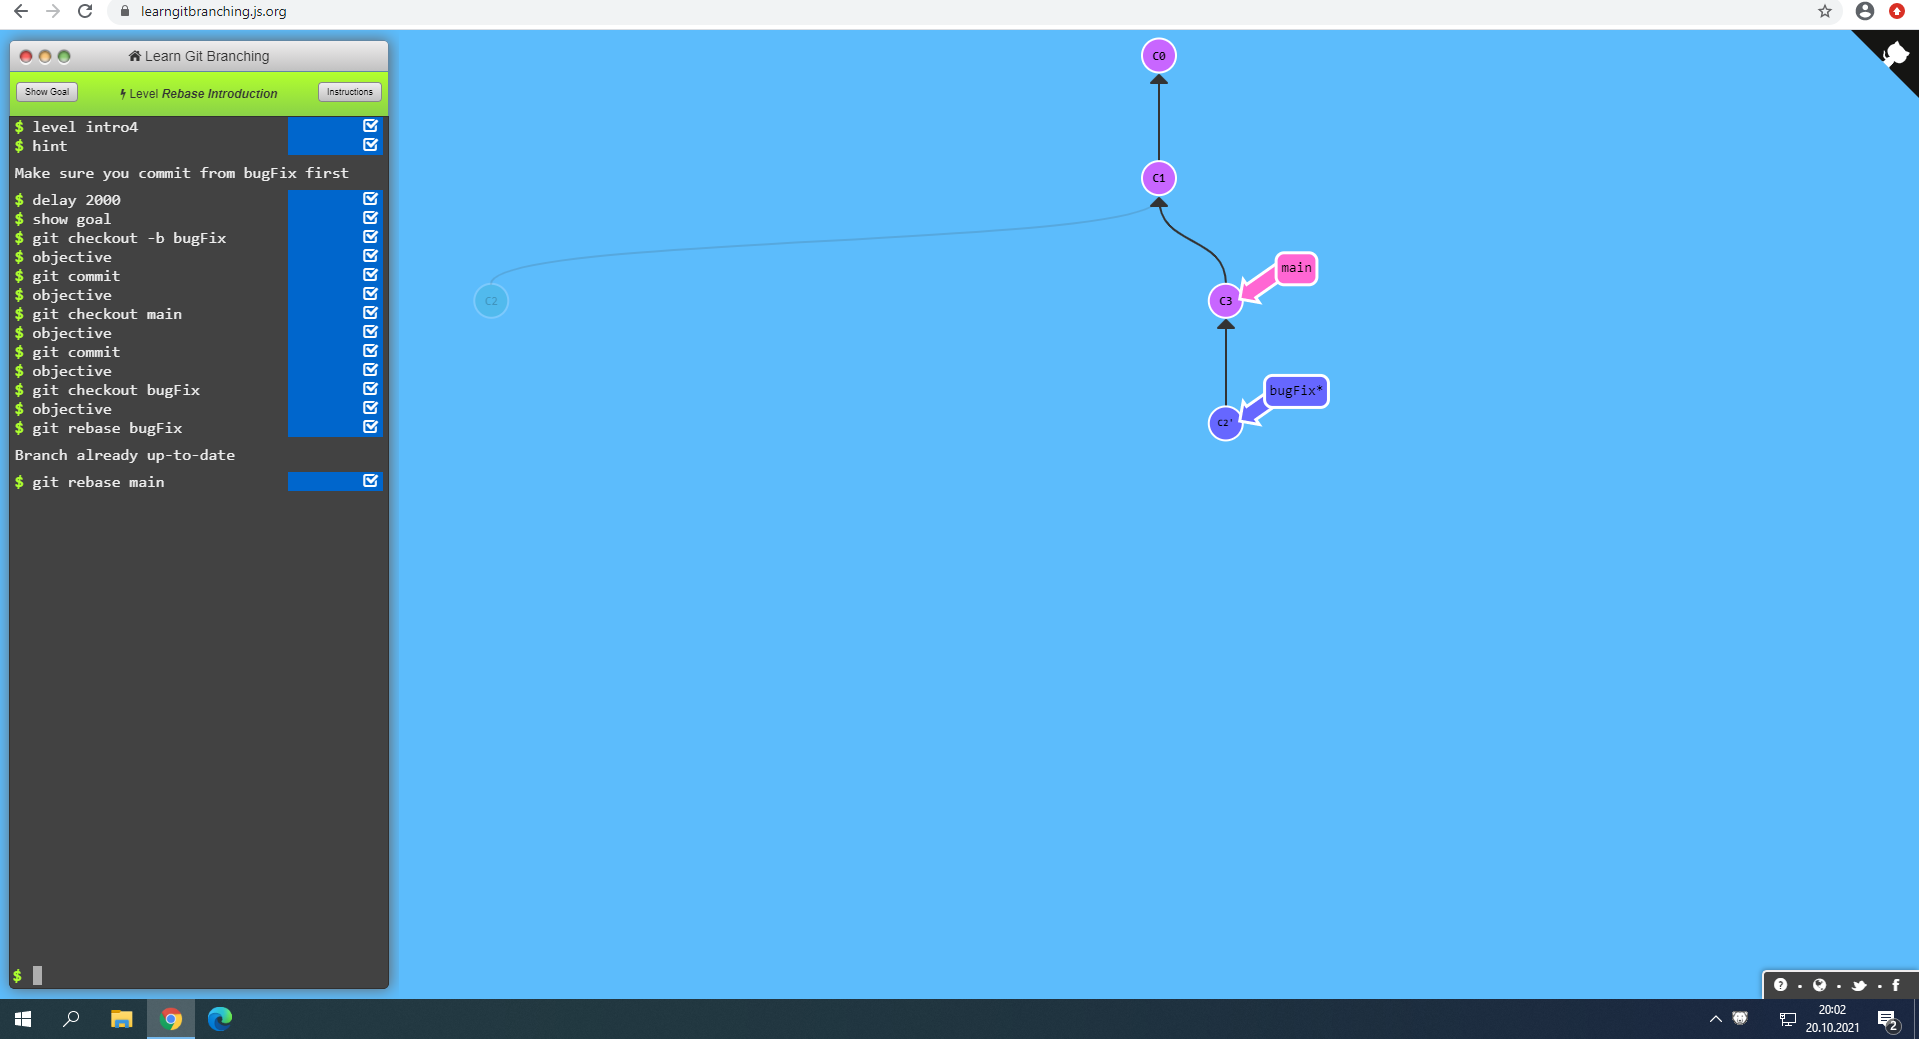 learngitbranching.js.org
Learn Git Branching
Show Goal
Level Rebase Introduction
Instructions
$ level intro4
$ hint
Make sure you commit from bugFix first
$ delay 2000
$ show goal
$ git checkout -b bugFix
$ objective
$ git commit
$ objective
$ git checkout main
$ objective
$ git commit
$ objective
$ git checkout bugFix
$ objective
$ git rebase bugFix
Branch already up-to-date
$ git rebase main
$
C0
C1
C2
C3
main
bugFix*
C2'
20:02
20.10.2021
2